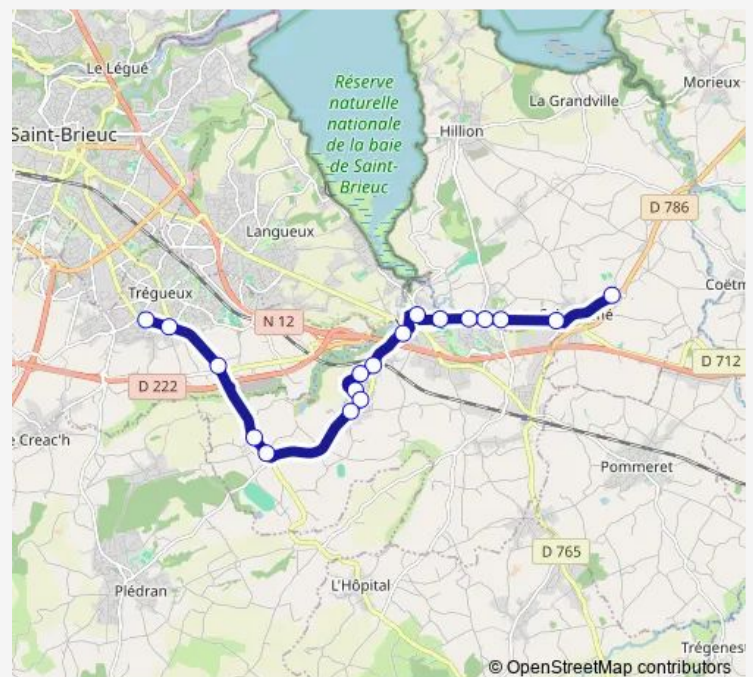 Le Légué
Saint-Brieuc
Réserve
naturelle
nationale
de la baie
de Saint-
Brieuc
La Grandville
Morieux
Hillion
D 786
Langueux
Trégueux
N 12
Coëtm
D 222
D 712
e Creac'h
Pommeret
D 765
Plédran
L'Hôpital
Trégenest
© OpenStreetMap contributors